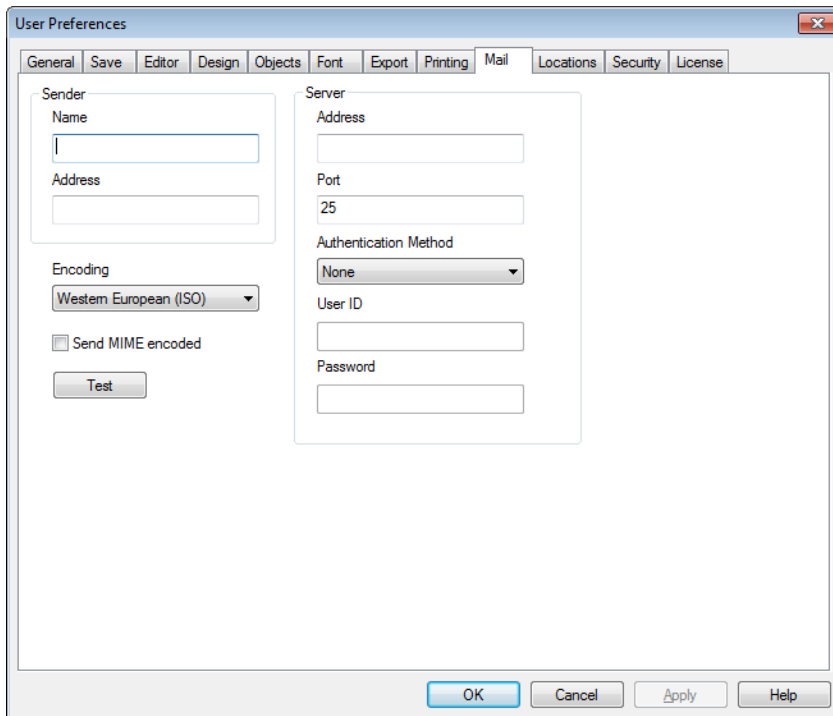 User Preferences
General Save Editor Design Objects Font Export Printing Mail Locations Security License
Sender
Name
Address
Encoding
Western European (ISO)
Send MIME encoded
Test
Server
Address
Port
25
Authentication Method
None
User ID
Password
OK Cancel Apply Help